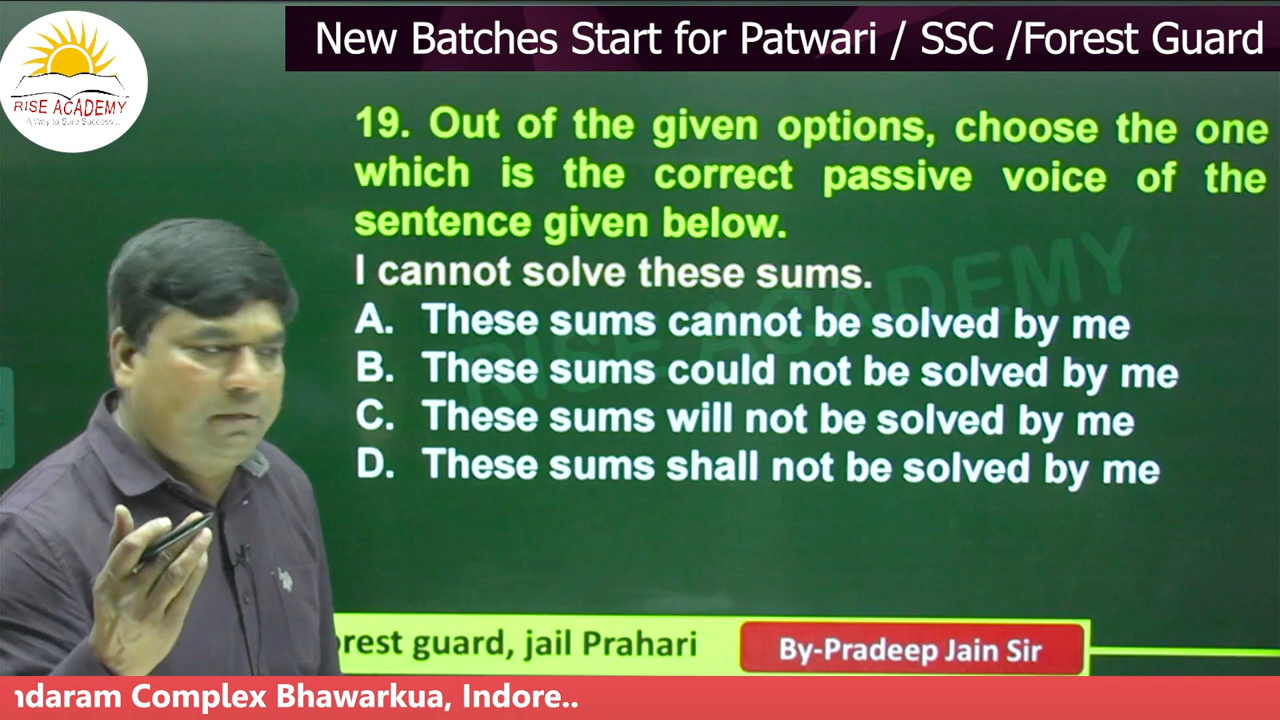 New Batches Start for Patwari / SSC /Forest Guard
RISE ACADEMY
A Way to Sure Success...
19. Out of the given options, choose the one
which is the correct passive voice of the
sentence given below.
I cannot solve these sums.
A. These sums cannot be solved by me
B. These sums could not be solved by me
C. These sums will not be solved by me
D. These sums shall not be solved by me
RISE ACADEMY
orest guard, jail Prahari
By-Pradeep Jain Sir
ndaram Complex Bhawarkua, Indore..